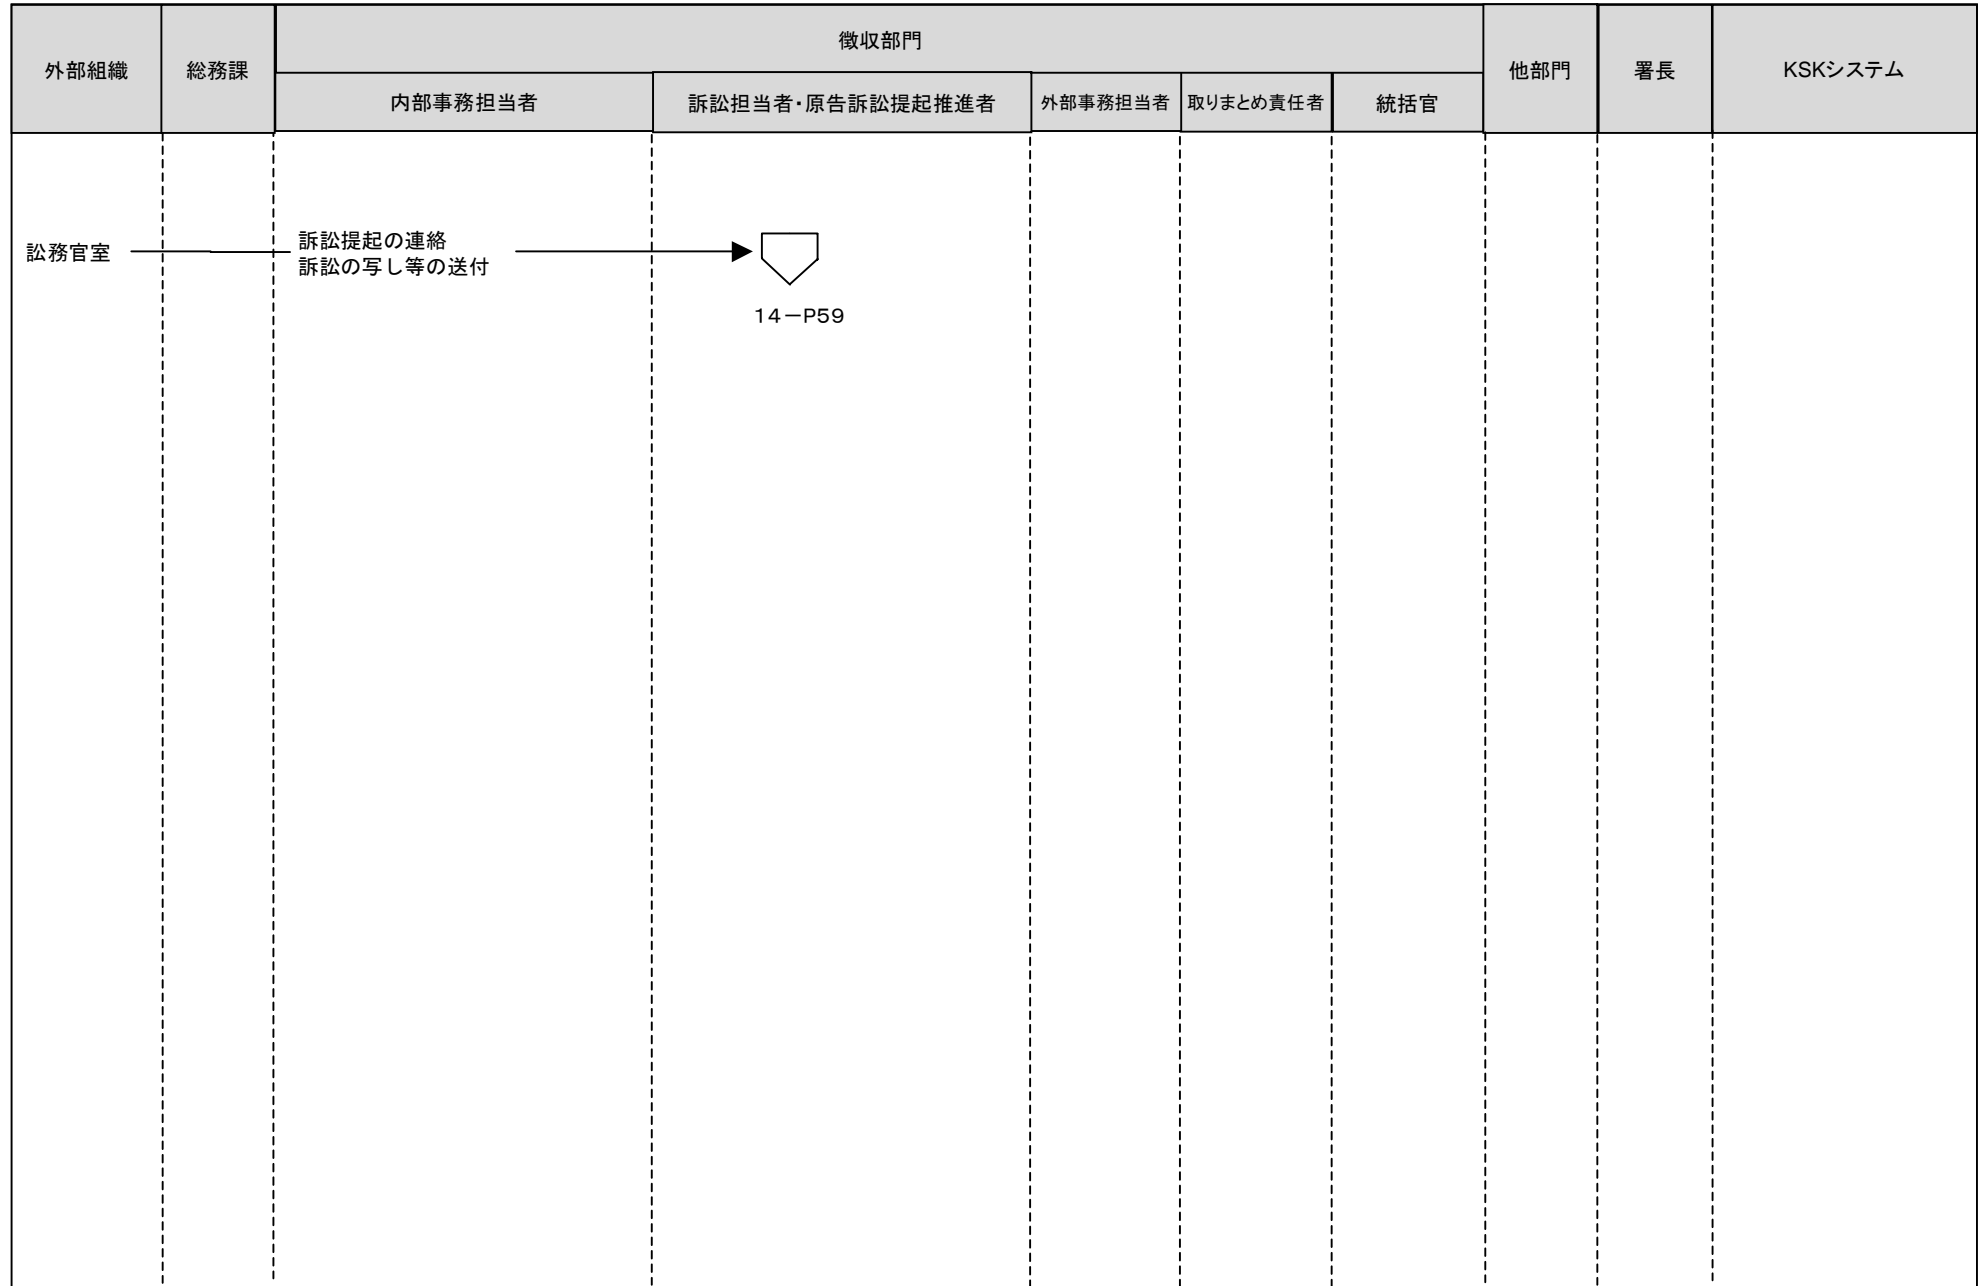 外部組織
総務課
徴収部門
内部事務担当者
訴訟担当者・原告訴訟提起推進者
外部事務担当者
取りまとめ責任者
統括官
他部門
署長
KSKシステム
訟務官室
訴訟提起の連絡
訴訟の写し等の送付
14－P59